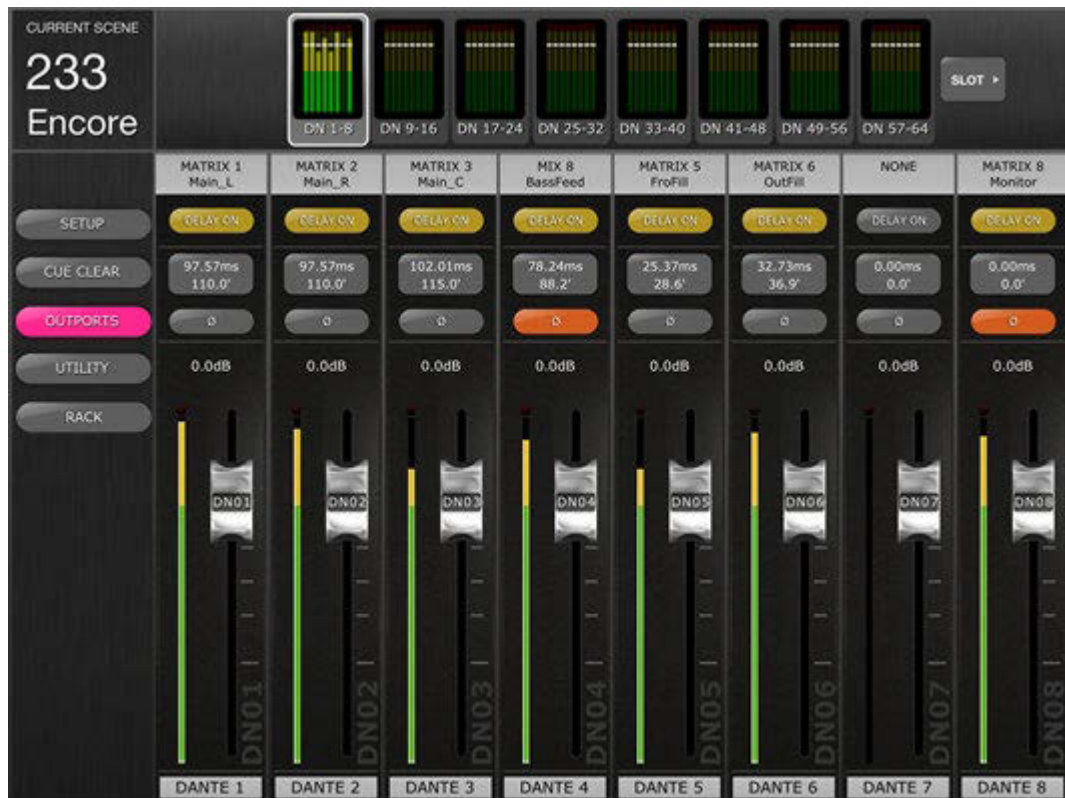 CURRENT SCENE
233
Encore
DN 1-8 DN 9-16 DN 17-24 DN 25-32 DN 33-40 DN 41-48 DN 49-56 DN 57-64
SLOT
MATRIX 1 MATRIX 2 MATRIX 3 MIX 8 MATRIX 5 MATRIX 6 NONE MATRIX 8
Main_L Main_R Main_C BassFeed FroFill OutFill Monitor
SETUP DELAY ON DELAY ON DELAY ON DELAY ON DELAY ON DELAY ON DELAY ON DELAY ON
CUE CLEAR 97.57ms 97.57ms 102.01ms 78.24ms 25.37ms 32.73ms 0.00ms 0.00ms
110.0' 110.0' 115.0' 88.2' 28.6' 36.9' 0.0' 0.0'
OUTPORTS Ø Ø Ø Ø Ø Ø Ø Ø
UTILITY 0.0dB 0.0dB 0.0dB 0.0dB 0.0dB 0.0dB 0.0dB 0.0dB
RACK
DN01 DN02 DN03 DN04 DN05 DN06 DN07 DN08
DN01 DN02 DN03 DN04 DN05 DN06 DN07 DN08
DANTE 1 DANTE 2 DANTE 3 DANTE 4 DANTE 5 DANTE 6 DANTE 7 DANTE 8